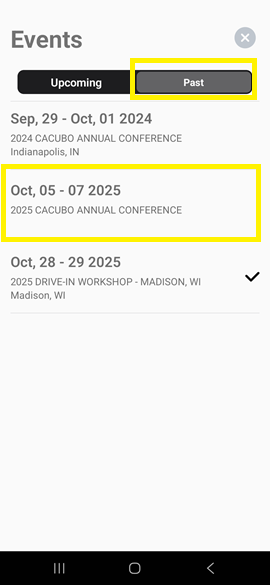 Events
Upcoming
Past
Sep, 29 - Oct, 01 2024
2024 CACUBO ANNUAL CONFERENCE
Indianapolis, IN
Oct, 05 - 07 2025
2025 CACUBO ANNUAL CONFERENCE
Oct, 28 - 29 2025
2025 DRIVE-IN WORKSHOP - MADISON, WI
Madison, WI